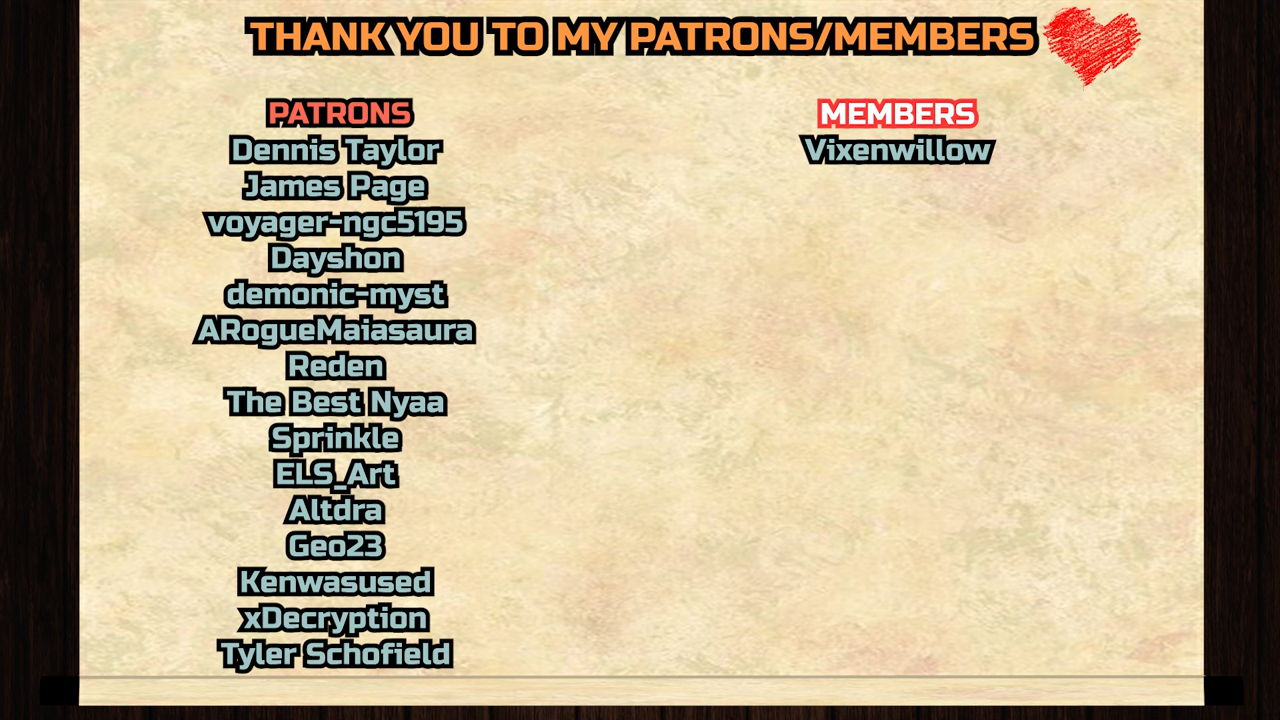 THANK YOU TO MY PATRONS/MEMBERS
PATRONS
Dennis Taylor
James Page
voyager-ngc5195
Dayshon
demonic-myst
ARogueMaiasaura
Reden
The Best Nyaa
Sprinkle
ELS_Art
Altdra
Geo23
Kenwasused
xDecryption
Tyler Schofield
MEMBERS
Vixenwillow